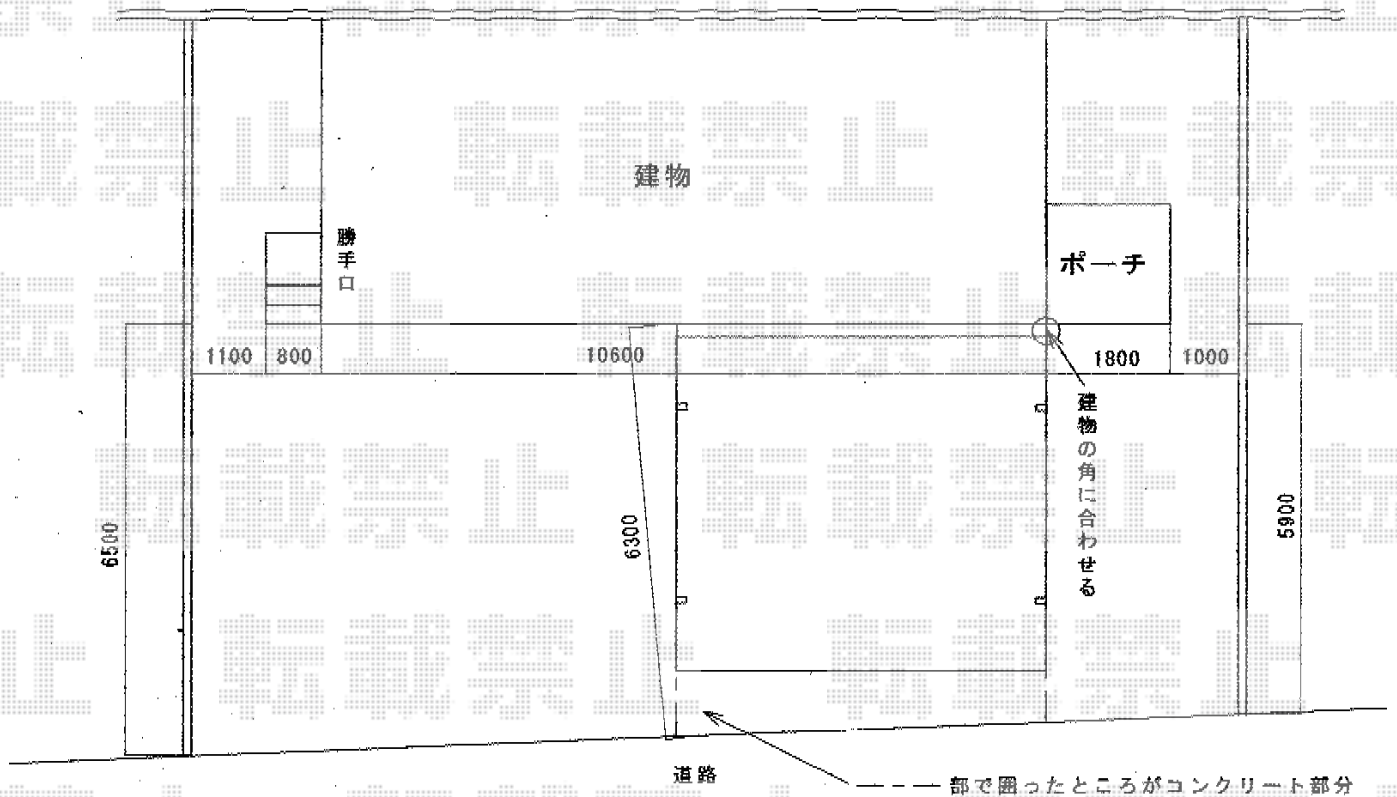 建物
勝手口
ポーチ
1100
800
10600
1800
1000
建物の角に合わせる
6500
6300
5900
道路
部で囲ったところがコンクリート部分
転載禁止